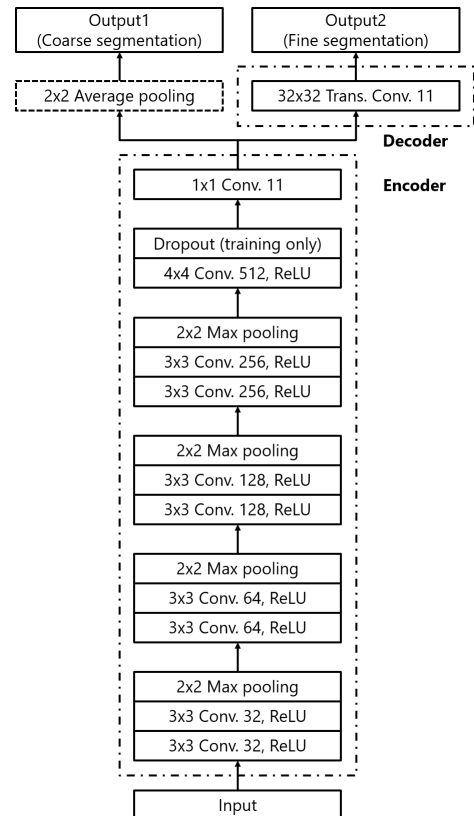 Output1
(Coarse segmentation)
Output2
(Fine segmentation)
2x2 Average pooling
32x32 Trans. Conv. 11
Decoder
Encoder
1x1 Conv. 11
Dropout (training only)
4x4 Conv. 512, ReLU
2x2 Max pooling
3x3 Conv. 256, ReLU
3x3 Conv. 256, ReLU
2x2 Max pooling
3x3 Conv. 128, ReLU
3x3 Conv. 128, ReLU
2x2 Max pooling
3x3 Conv. 64, ReLU
3x3 Conv. 64, ReLU
2x2 Max pooling
3x3 Conv. 32, ReLU
3x3 Conv. 32, ReLU
Input